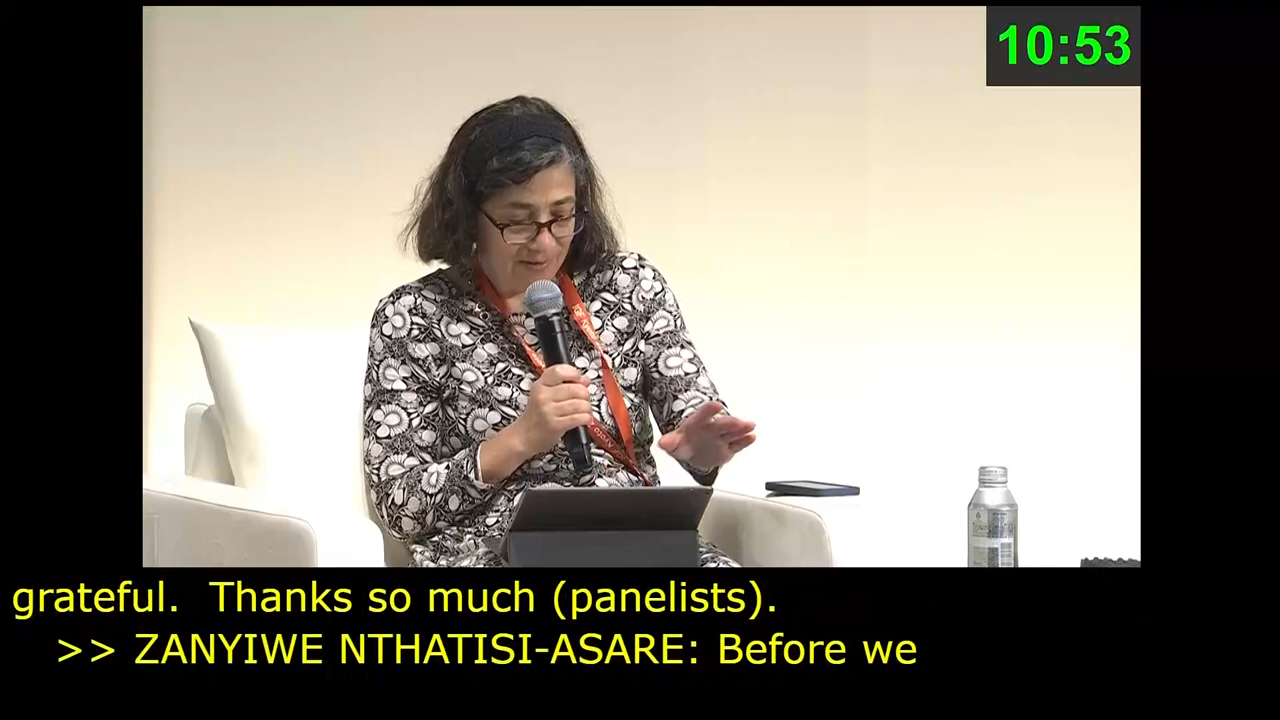 10:53
grateful.  Thanks so much (panelists).
>> ZANYIWE NTHATISI-ASARE: Before we